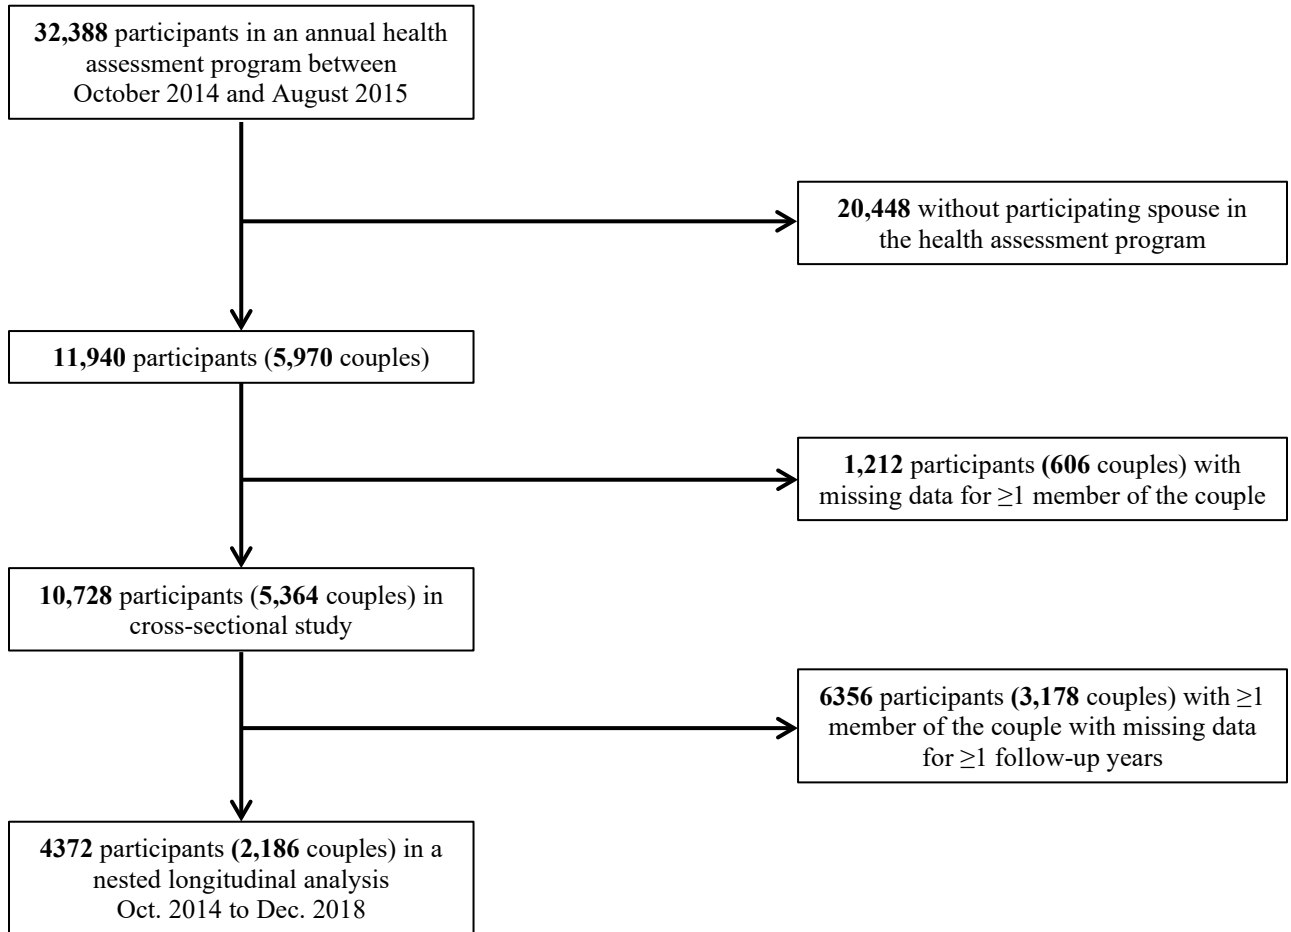 32,388 participants in an annual health
assessment program between
October 2014 and August 2015
20,448 without participating spouse in
the health assessment program
11,940 participants (5,970 couples)
1,212 participants (606 couples) with
missing data for ≥1 member of the couple
10,728 participants (5,364 couples) in
cross-sectional study
6356 participants (3,178 couples) with ≥1
member of the couple with missing data
for ≥1 follow-up years
4372 participants (2,186 couples) in a
nested longitudinal analysis
Oct. 2014 to Dec. 2018